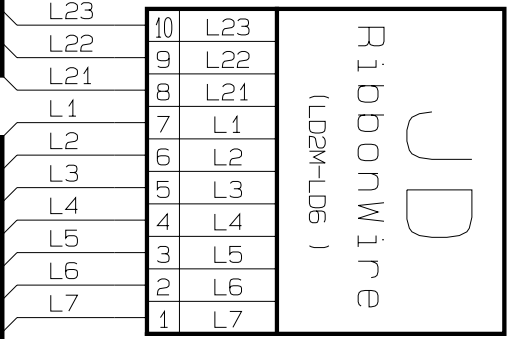 L23 10 L23
L22 9 L22
L21 8 L21
L1 7 L1
L2 6 L2
L3 5 L3
L4 4 L4
L5 3 L5
L6 2 L6
L7 1 L7
JD
RibbonWire
(LD2M-LD6 )